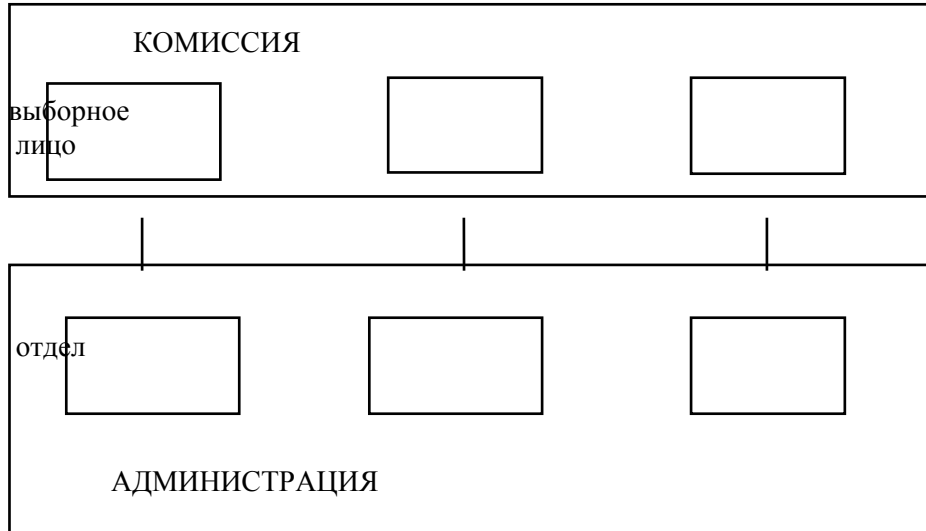 КОМИССИЯ
выборное
лицо
отдел
АДМИНИСТРАЦИЯ